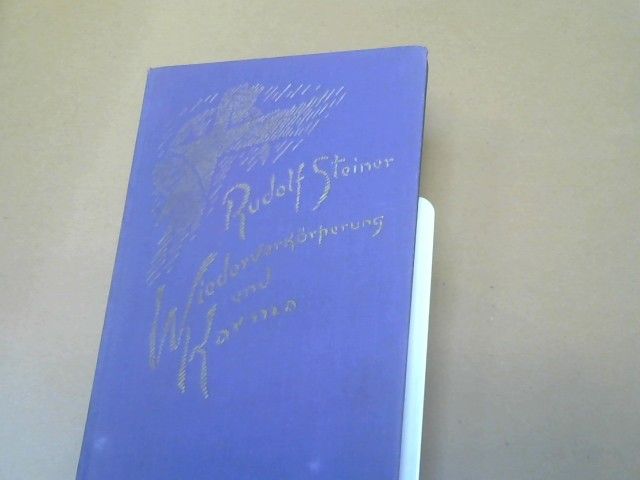 Rudolf Steiner
Wiederverkörperung
und
Karma